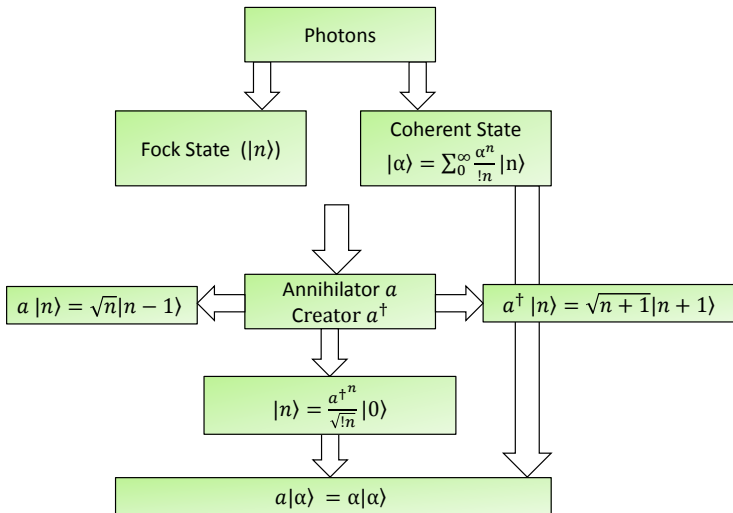 Photons
Fock State (|n⟩)
Coherent State
|α⟩ = ∑₀^∞ αⁿ/!n |n⟩
a |n⟩ = √n|n − 1⟩
Annihilator a
Creator a†
a† |n⟩ = √(n + 1)|n + 1⟩
|n⟩ = a†ⁿ/√!n |0⟩
a|α⟩ = α|α⟩